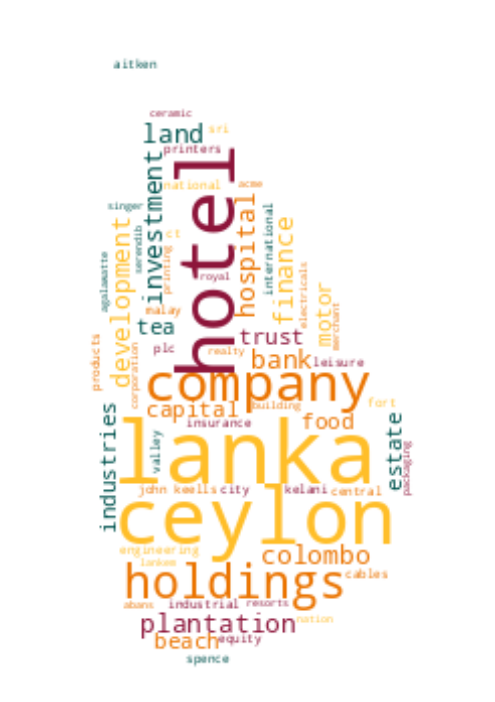 aitken
ceramic
land sri
printers
hotel
investment
national acme
singer
hospital
international
development
finance
serendib
ct
printing
agalawatte
royal
electricals
motor
merchant
malay
tea
trust
plc
realty
bank leisure
products
corporation
company
capital building fort
insurance food
industries
lanka
estate
packaging
valley
john keells city kelani central
ceylon
engineering
colombo
lankem
cables
holdings
abans industrial resorts
plantation nation
beach equity
spence